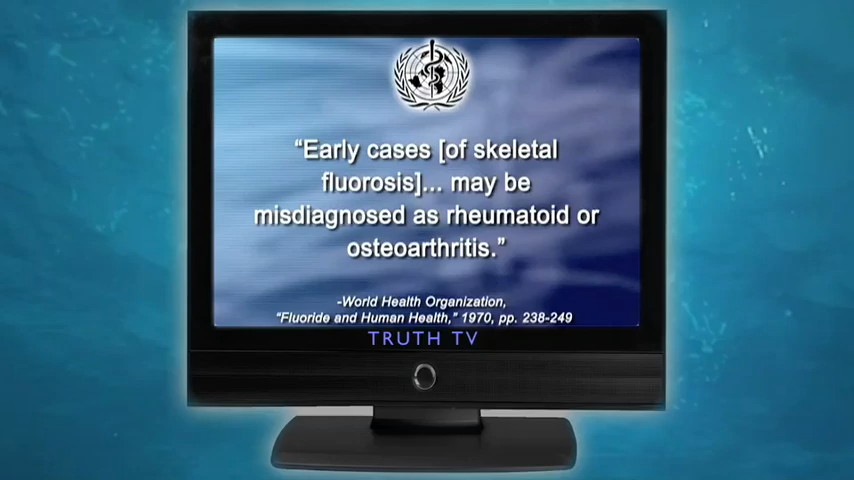 “Early cases [of skeletal
fluorosis]... may be
misdiagnosed as rheumatoid or
osteoarthritis.”
-World Health Organization,
“Fluoride and Human Health,” 1970, pp. 238-249
TRUTH TV